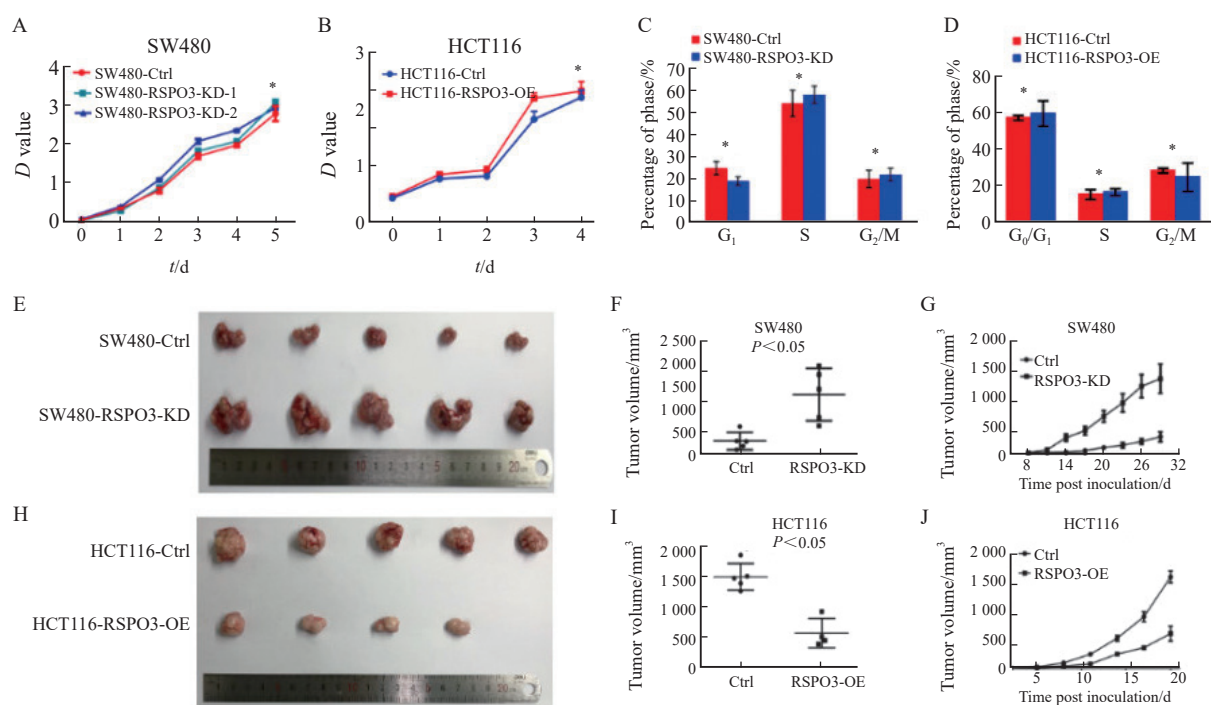 A
SW480
SW480-Ctrl
SW480-RSPO3-KD-1
SW480-RSPO3-KD-2
*
D value
4
3
2
1
0
0 1 2 3 4 5
t/d
B
HCT116
HCT116-Ctrl
HCT116-RSPO3-OE
*
D value
3
2
1
0
0 1 2 3 4
t/d
C
SW480-Ctrl
SW480-RSPO3-KD
* * *
Percentage of phase/%
70
60
50
40
30
20
10
0
G1 S G2/M
D
HCT116-Ctrl
HCT116-RSPO3-OE
* * *
Percentage of phase/%
80
60
40
20
0
G0/G1 S G2/M
E
SW480-Ctrl
SW480-RSPO3-KD
F
SW480
P<0.05
Tumor volume/mm3
2 500
1 500
1 000
500
0
Ctrl RSPO3-KD
G
SW480
Ctrl
RSPO3-KD
Tumor volume/mm3
2 500
1 500
1 000
500
0
8 14 20 26 32
Time post inoculation/d
H
HCT116-Ctrl
HCT116-RSPO3-OE
I
HCT116
P<0.05
Tumor volume/mm3
2 000
1 500
1 000
500
0
Ctrl RSPO3-OE
J
HCT116
Ctrl
RSPO3-OE
Tumor volume/mm3
2 000
1 500
1 000
500
0
5 10 15 20
Time post inoculation/d